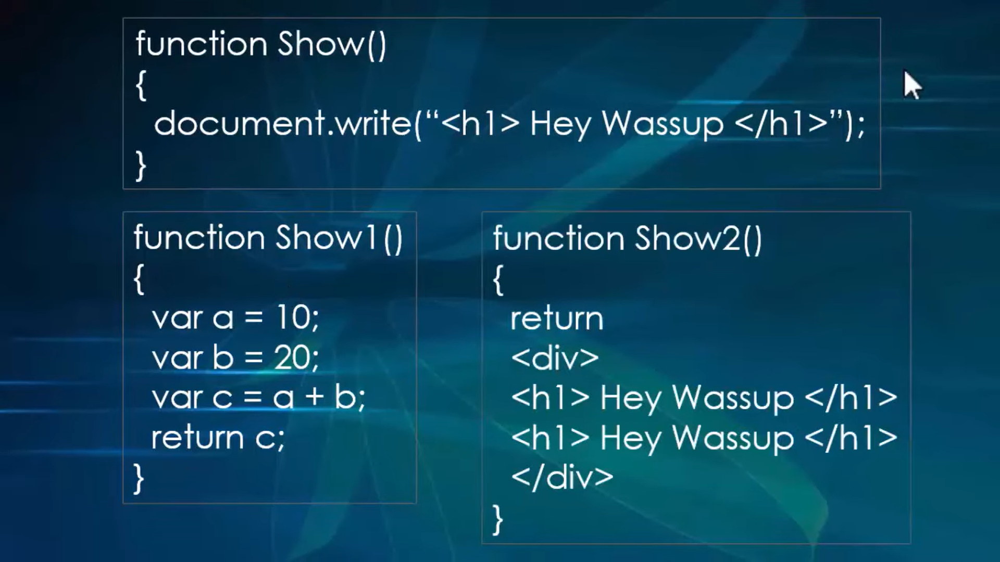 function Show()
{
document.write(“<h1> Hey Wassup </h1>”);
}
function Show1()
{
var a = 10;
var b = 20;
var c = a + b;
return c;
}
function Show2()
{
return
<div>
<h1> Hey Wassup </h1>
<h1> Hey Wassup </h1>
</div>
}